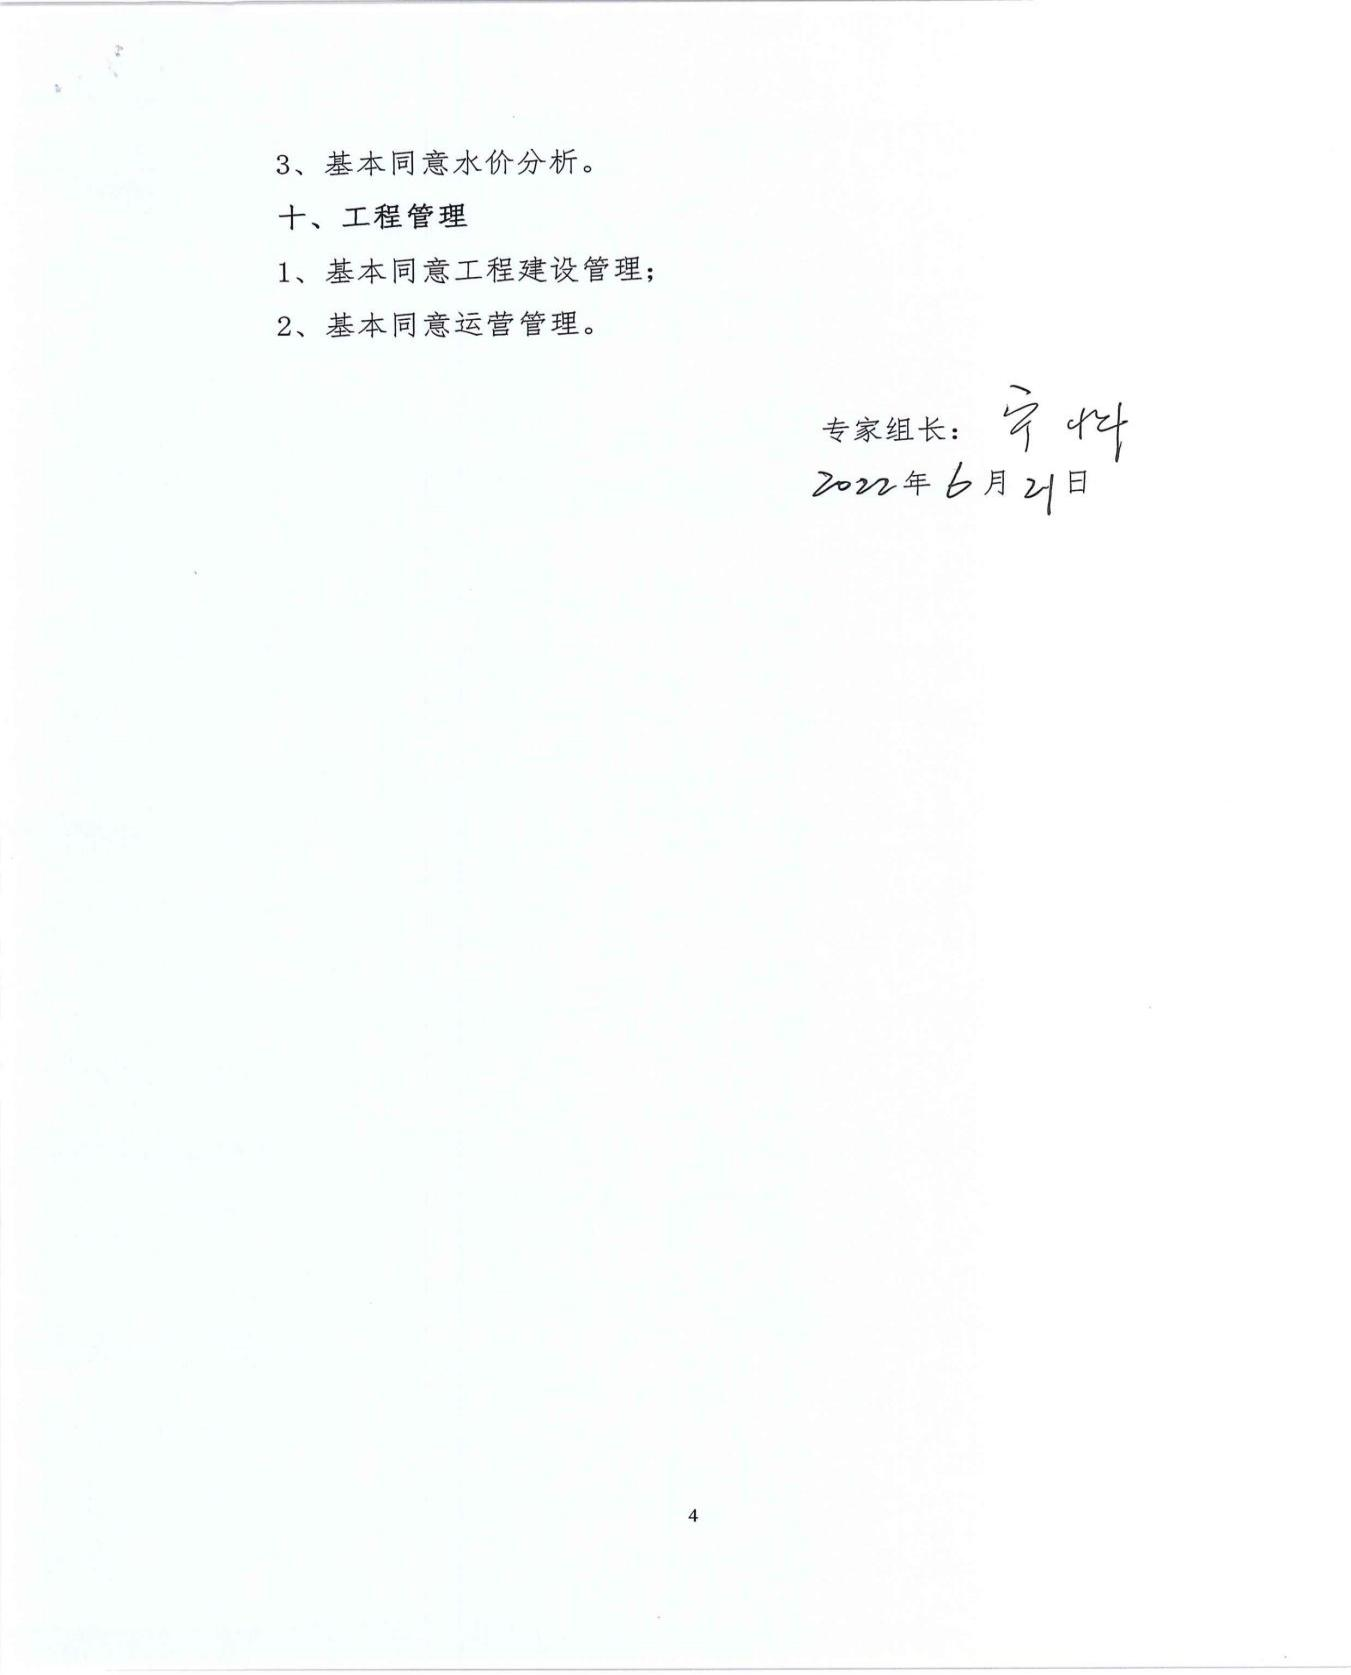 3、基本同意水价分析。
十、工程管理
1、基本同意工程建设管理;
2、基本同意运营管理。
专家组长:
2022年6月21日
4